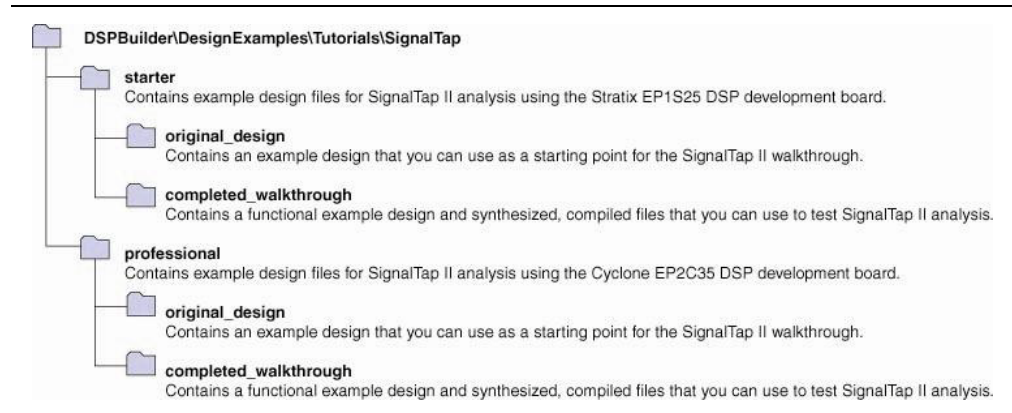 DSPBuilder\DesignExamples\Tutorials\SignalTap
starter
Contains example design files for SignalTap II analysis using the Stratix EP1S25 DSP development board.
original_design
Contains an example design that you can use as a starting point for the SignalTap II walkthrough.
completed_walkthrough
Contains a functional example design and synthesized, compiled files that you can use to test SignalTap II analysis.
professional
Contains example design files for SignalTap II analysis using the Cyclone EP2C35 DSP development board.
original_design
Contains an example design that you can use as a starting point for the SignalTap II walkthrough.
completed_walkthrough
Contains a functional example design and synthesized, compiled files that you can use to test SignalTap II analysis.